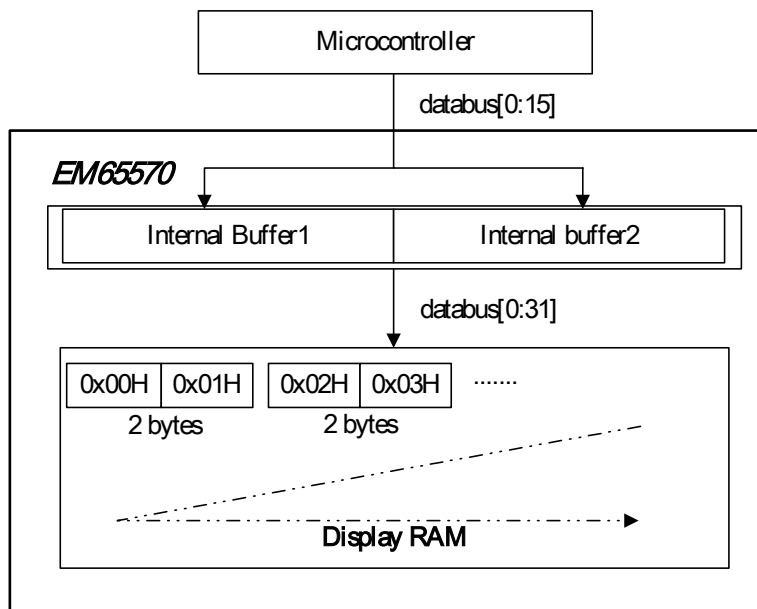 Microcontroller
databus[0:15]
EM65570
Internal Buffer1 Internal buffer2
databus[0:31]
0x00H 0x01H 0x02H 0x03H .......
2 bytes 2 bytes
Display RAM